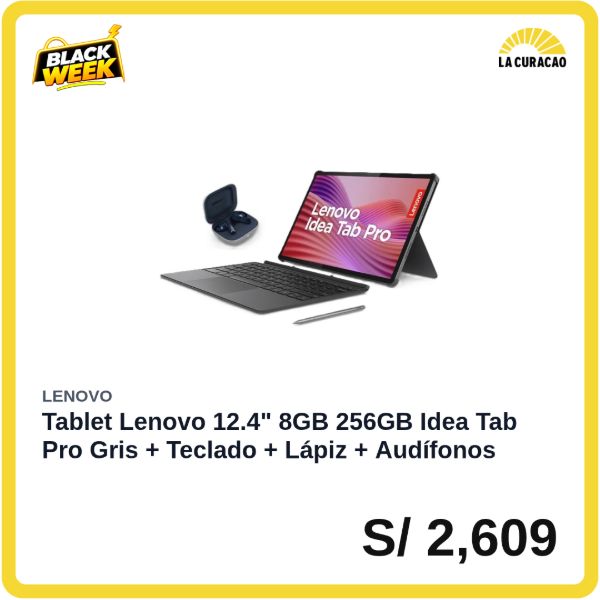 BLACK
WEEK
LA CURACAO
Lenovo
Idea Tab Pro
Lenovo
LENOVO
Tablet Lenovo 12.4" 8GB 256GB Idea Tab
Pro Gris + Teclado + Lápiz + Audífonos
S/ 2,609